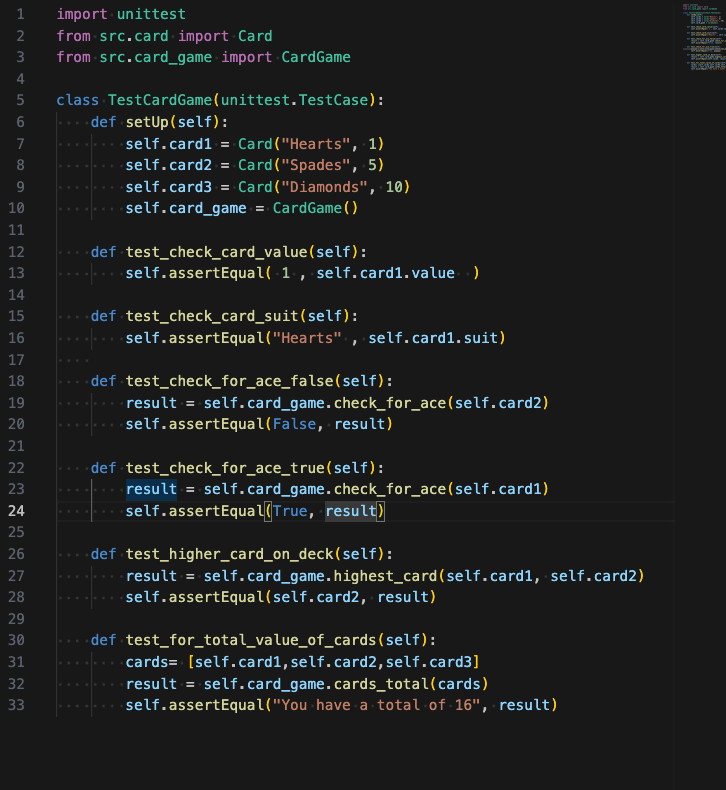 1 import unittest
2 from src.card import Card
3 from src.card_game import CardGame
4
5 class TestCardGame(unittest.TestCase):
6     def setUp(self):
7         self.card1 = Card("Hearts", 1)
8         self.card2 = Card("Spades", 5)
9         self.card3 = Card("Diamonds", 10)
10         self.card_game = CardGame()
11
12     def test_check_card_value(self):
13         self.assertEqual( 1 , self.card1.value  )
14
15     def test_check_card_suit(self):
16         self.assertEqual("Hearts" , self.card1.suit)
17
18     def test_check_for_ace_false(self):
19         result = self.card_game.check_for_ace(self.card2)
20         self.assertEqual(False, result)
21
22     def test_check_for_ace_true(self):
23         result = self.card_game.check_for_ace(self.card1)
24         self.assertEqual(True, result)
25
26     def test_higher_card_on_deck(self):
27         result = self.card_game.highest_card(self.card1, self.card2)
28         self.assertEqual(self.card2, result)
29
30     def test_for_total_value_of_cards(self):
31         cards= [self.card1,self.card2,self.card3]
32         result = self.card_game.cards_total(cards)
33         self.assertEqual("You have a total of 16", result)